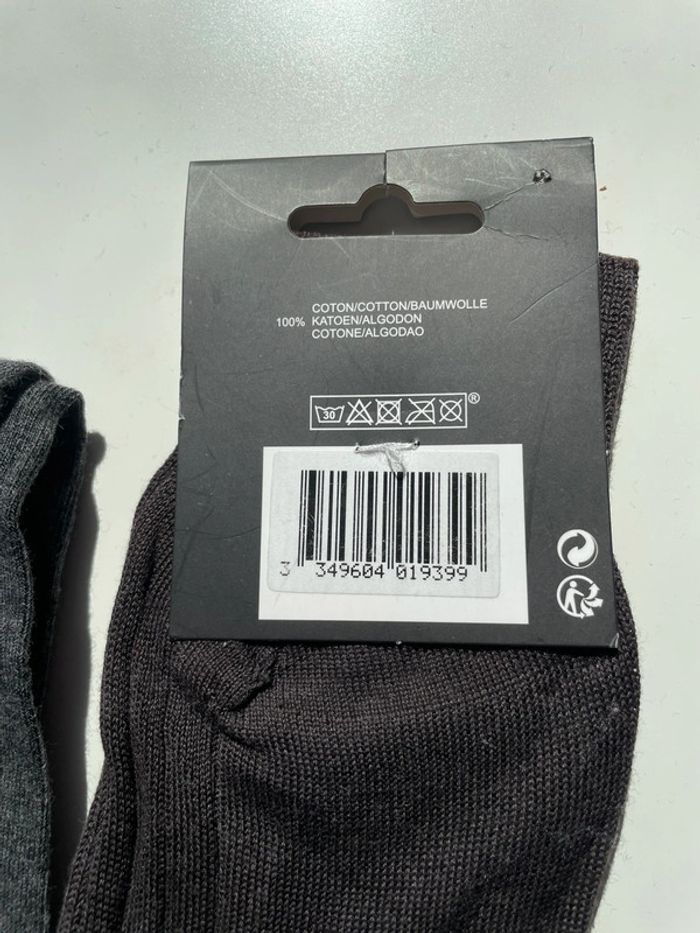 COTON/COTTON/BAUMWOLLE
100% KATOEN/ALGODON
COTONE/ALGODAO
30 ®
3 349604 019399